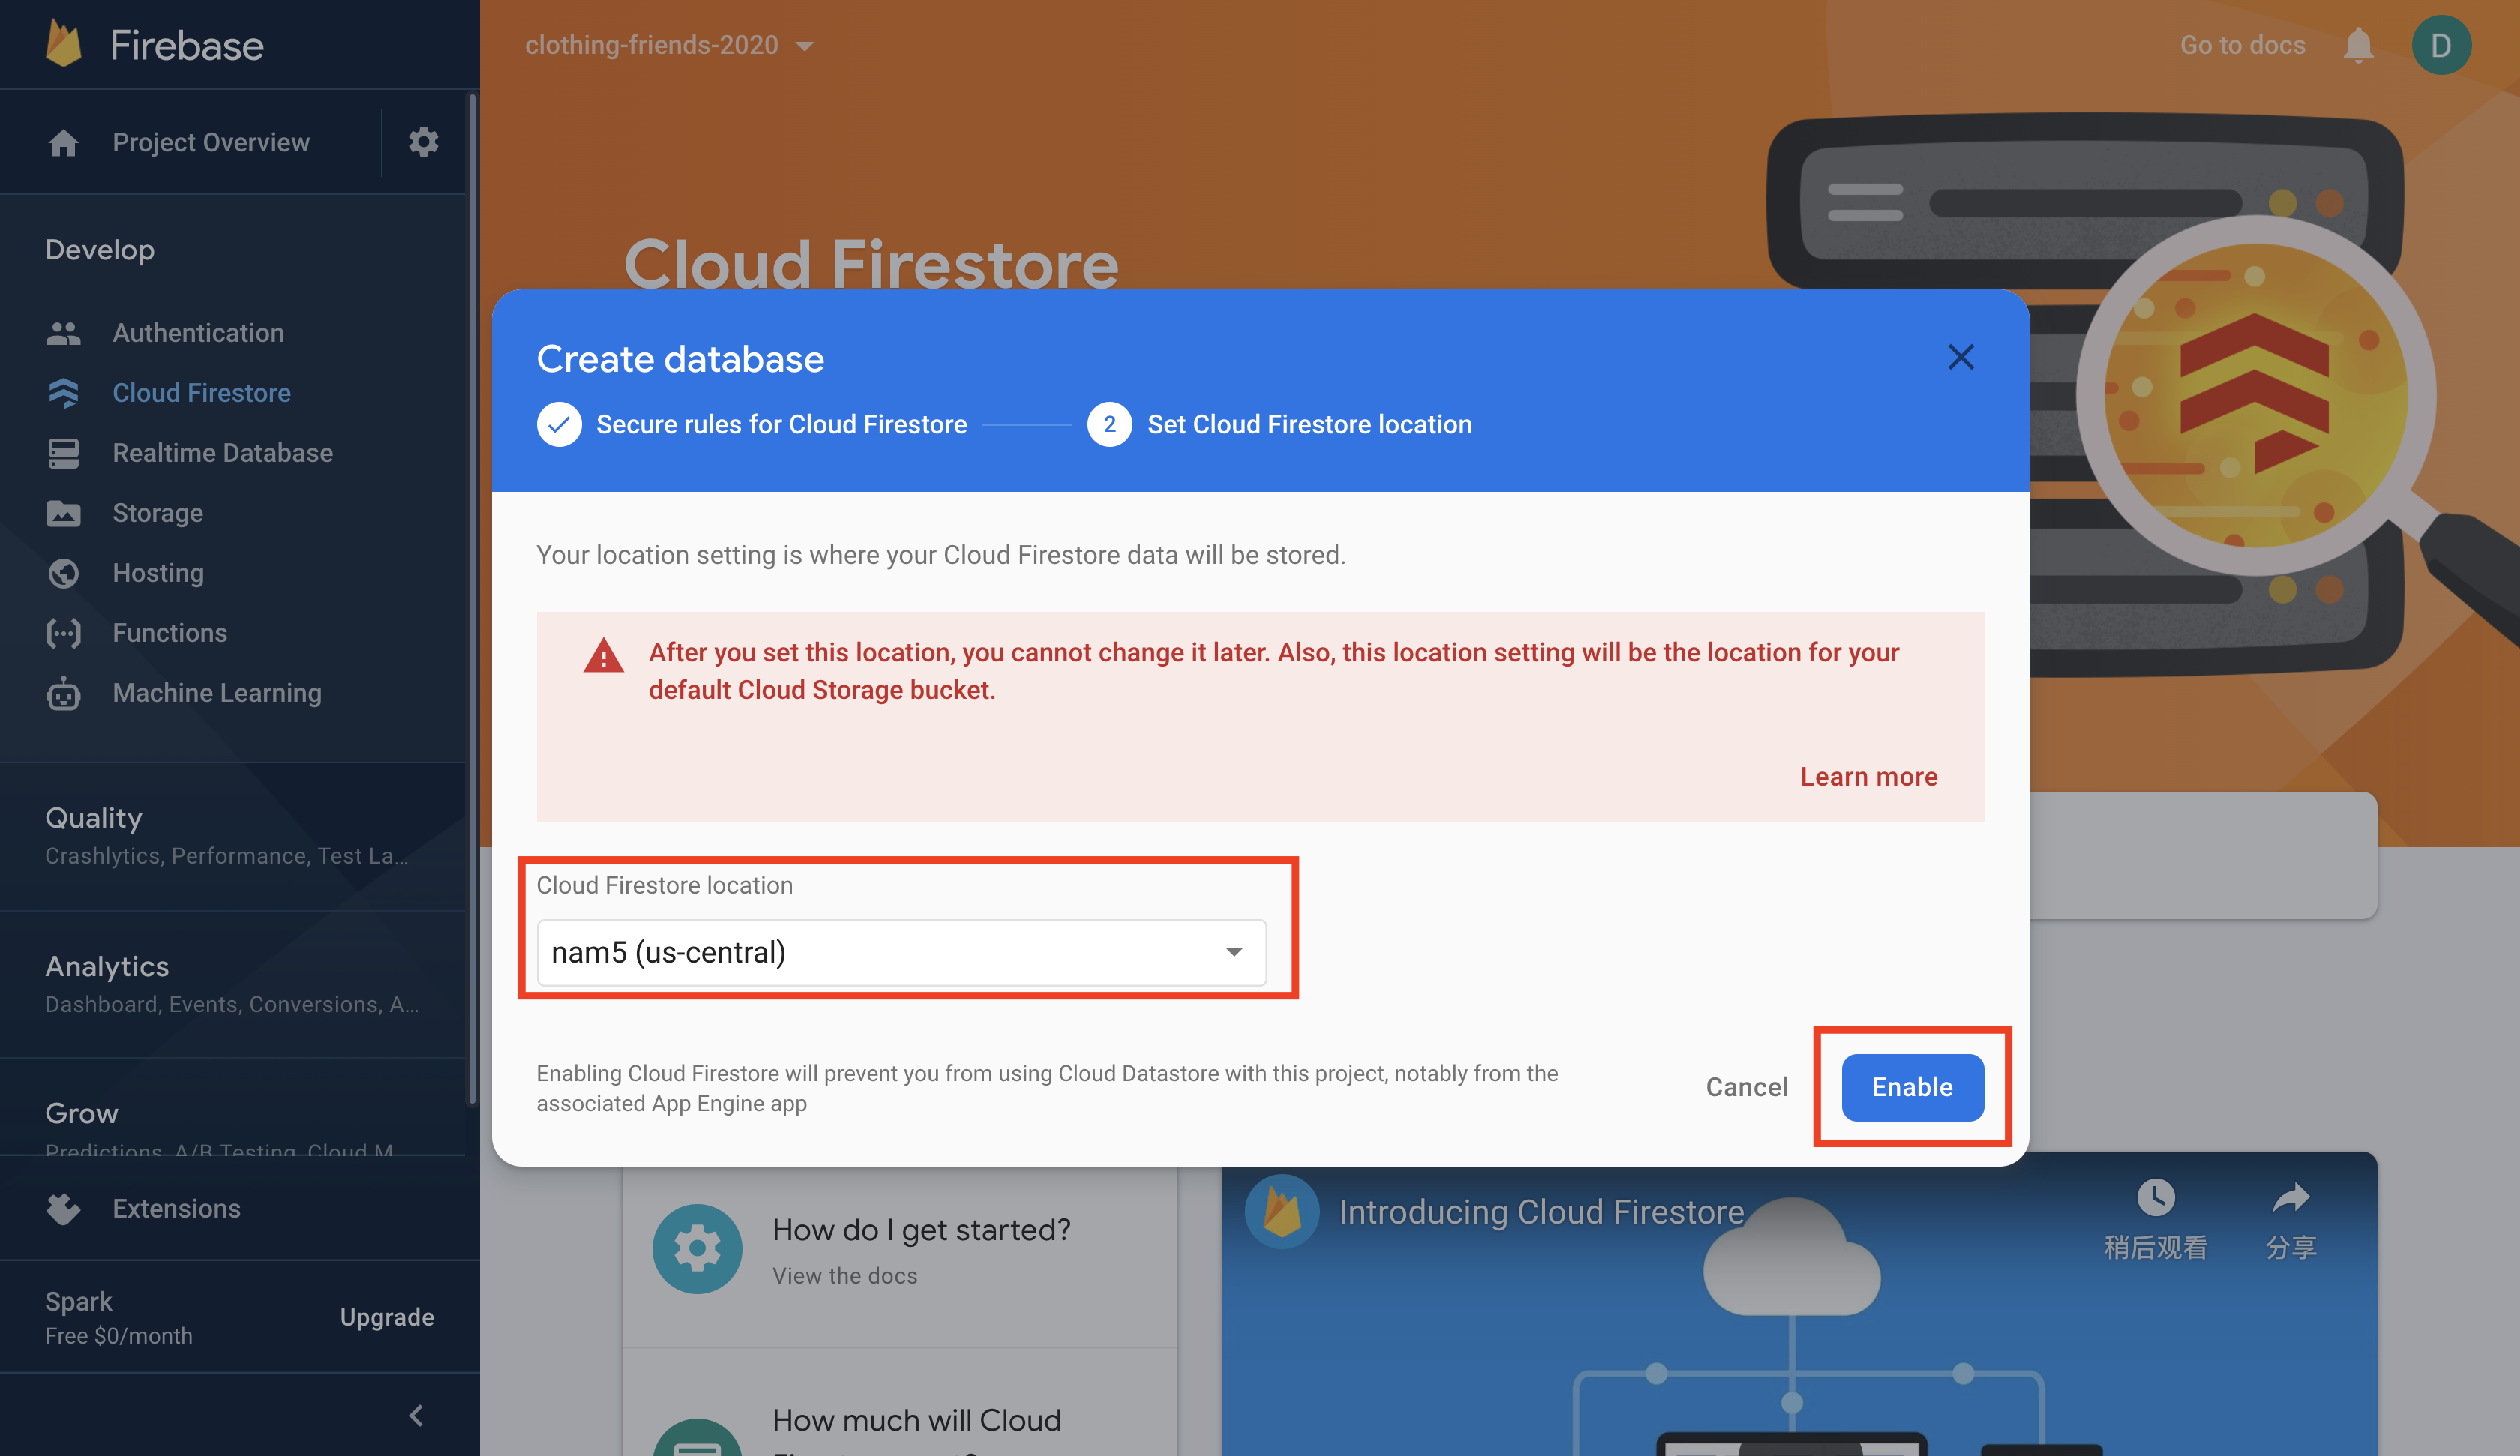 Firebase
clothing-friends-2020
Go to docs
D
Project Overview
Develop
Authentication
Cloud Firestore
Realtime Database
Storage
Hosting
Functions
Machine Learning
Quality
Crashlytics, Performance, Test La...
Analytics
Dashboard, Events, Conversions, A...
Grow
Predictions, A/B Testing, Cloud M
Extensions
Spark
Free $0/month
Upgrade
Cloud Firestore
Create database
Secure rules for Cloud Firestore
2 Set Cloud Firestore location
Your location setting is where your Cloud Firestore data will be stored.
After you set this location, you cannot change it later. Also, this location setting will be the location for your
default Cloud Storage bucket.
Learn more
Cloud Firestore location
nam5 (us-central)
Enabling Cloud Firestore will prevent you from using Cloud Datastore with this project, notably from the
associated App Engine app
Cancel
Enable
How do I get started?
View the docs
How much will Cloud
Introducing Cloud Firestore
稍后观看
分享